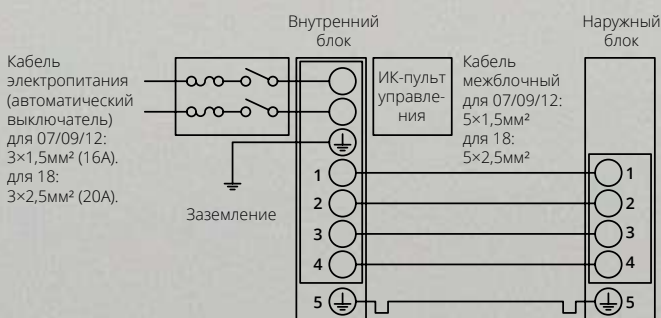 Внутренний
блок
Наружный
блок
Кабель
электропитания
(автоматический
выключатель)
для 07/09/12:
3×1,5мм² (16А).
для 18:
3×2,5мм² (20А).
ИК-пульт
управле-
ния
Кабель
межблочный
для 07/09/12:
5×1,5мм²
для 18:
5×2,5мм²
Заземление
1
2
3
4
5
1
2
3
4
5